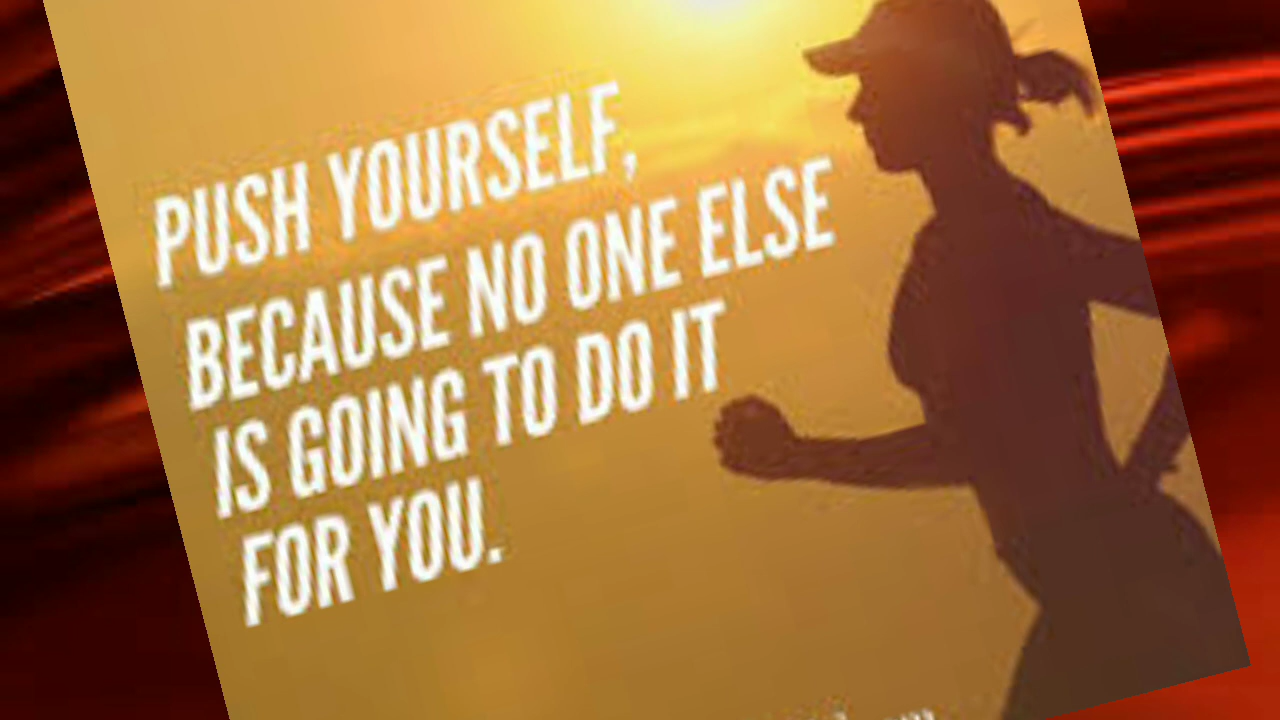 PUSH YOURSELF,
BECAUSE NO ONE ELSE
IS GOING TO DO IT
FOR YOU.